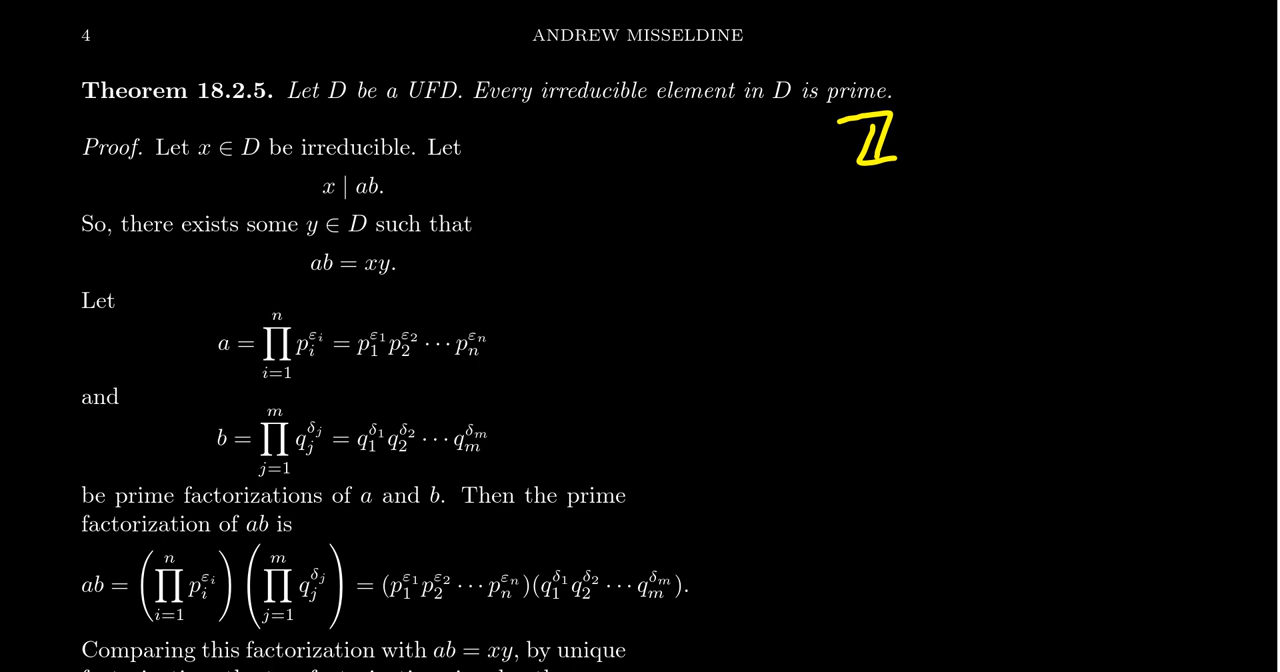 4 ANDREW MISSELDINE
Theorem 18.2.5. Let D be a UFD. Every irreducible element in D is prime.
ℤ
Proof. Let x ∈ D be irreducible. Let
x | ab.
So, there exists some y ∈ D such that
ab = xy.
Let
a = ∏_{i=1}^{n} p_i^{ε_i} = p_1^{ε_1} p_2^{ε_2} ⋯ p_n^{ε_n}
and
b = ∏_{j=1}^{m} q_j^{δ_j} = q_1^{δ_1} q_2^{δ_2} ⋯ q_m^{δ_m}
be prime factorizations of a and b. Then the prime
factorization of ab is
ab = (∏_{i=1}^{n} p_i^{ε_i}) (∏_{j=1}^{m} q_j^{δ_j}) = (p_1^{ε_1} p_2^{ε_2} ⋯ p_n^{ε_n})(q_1^{δ_1} q_2^{δ_2} ⋯ q_m^{δ_m}).
Comparing this factorization with ab = xy, by unique